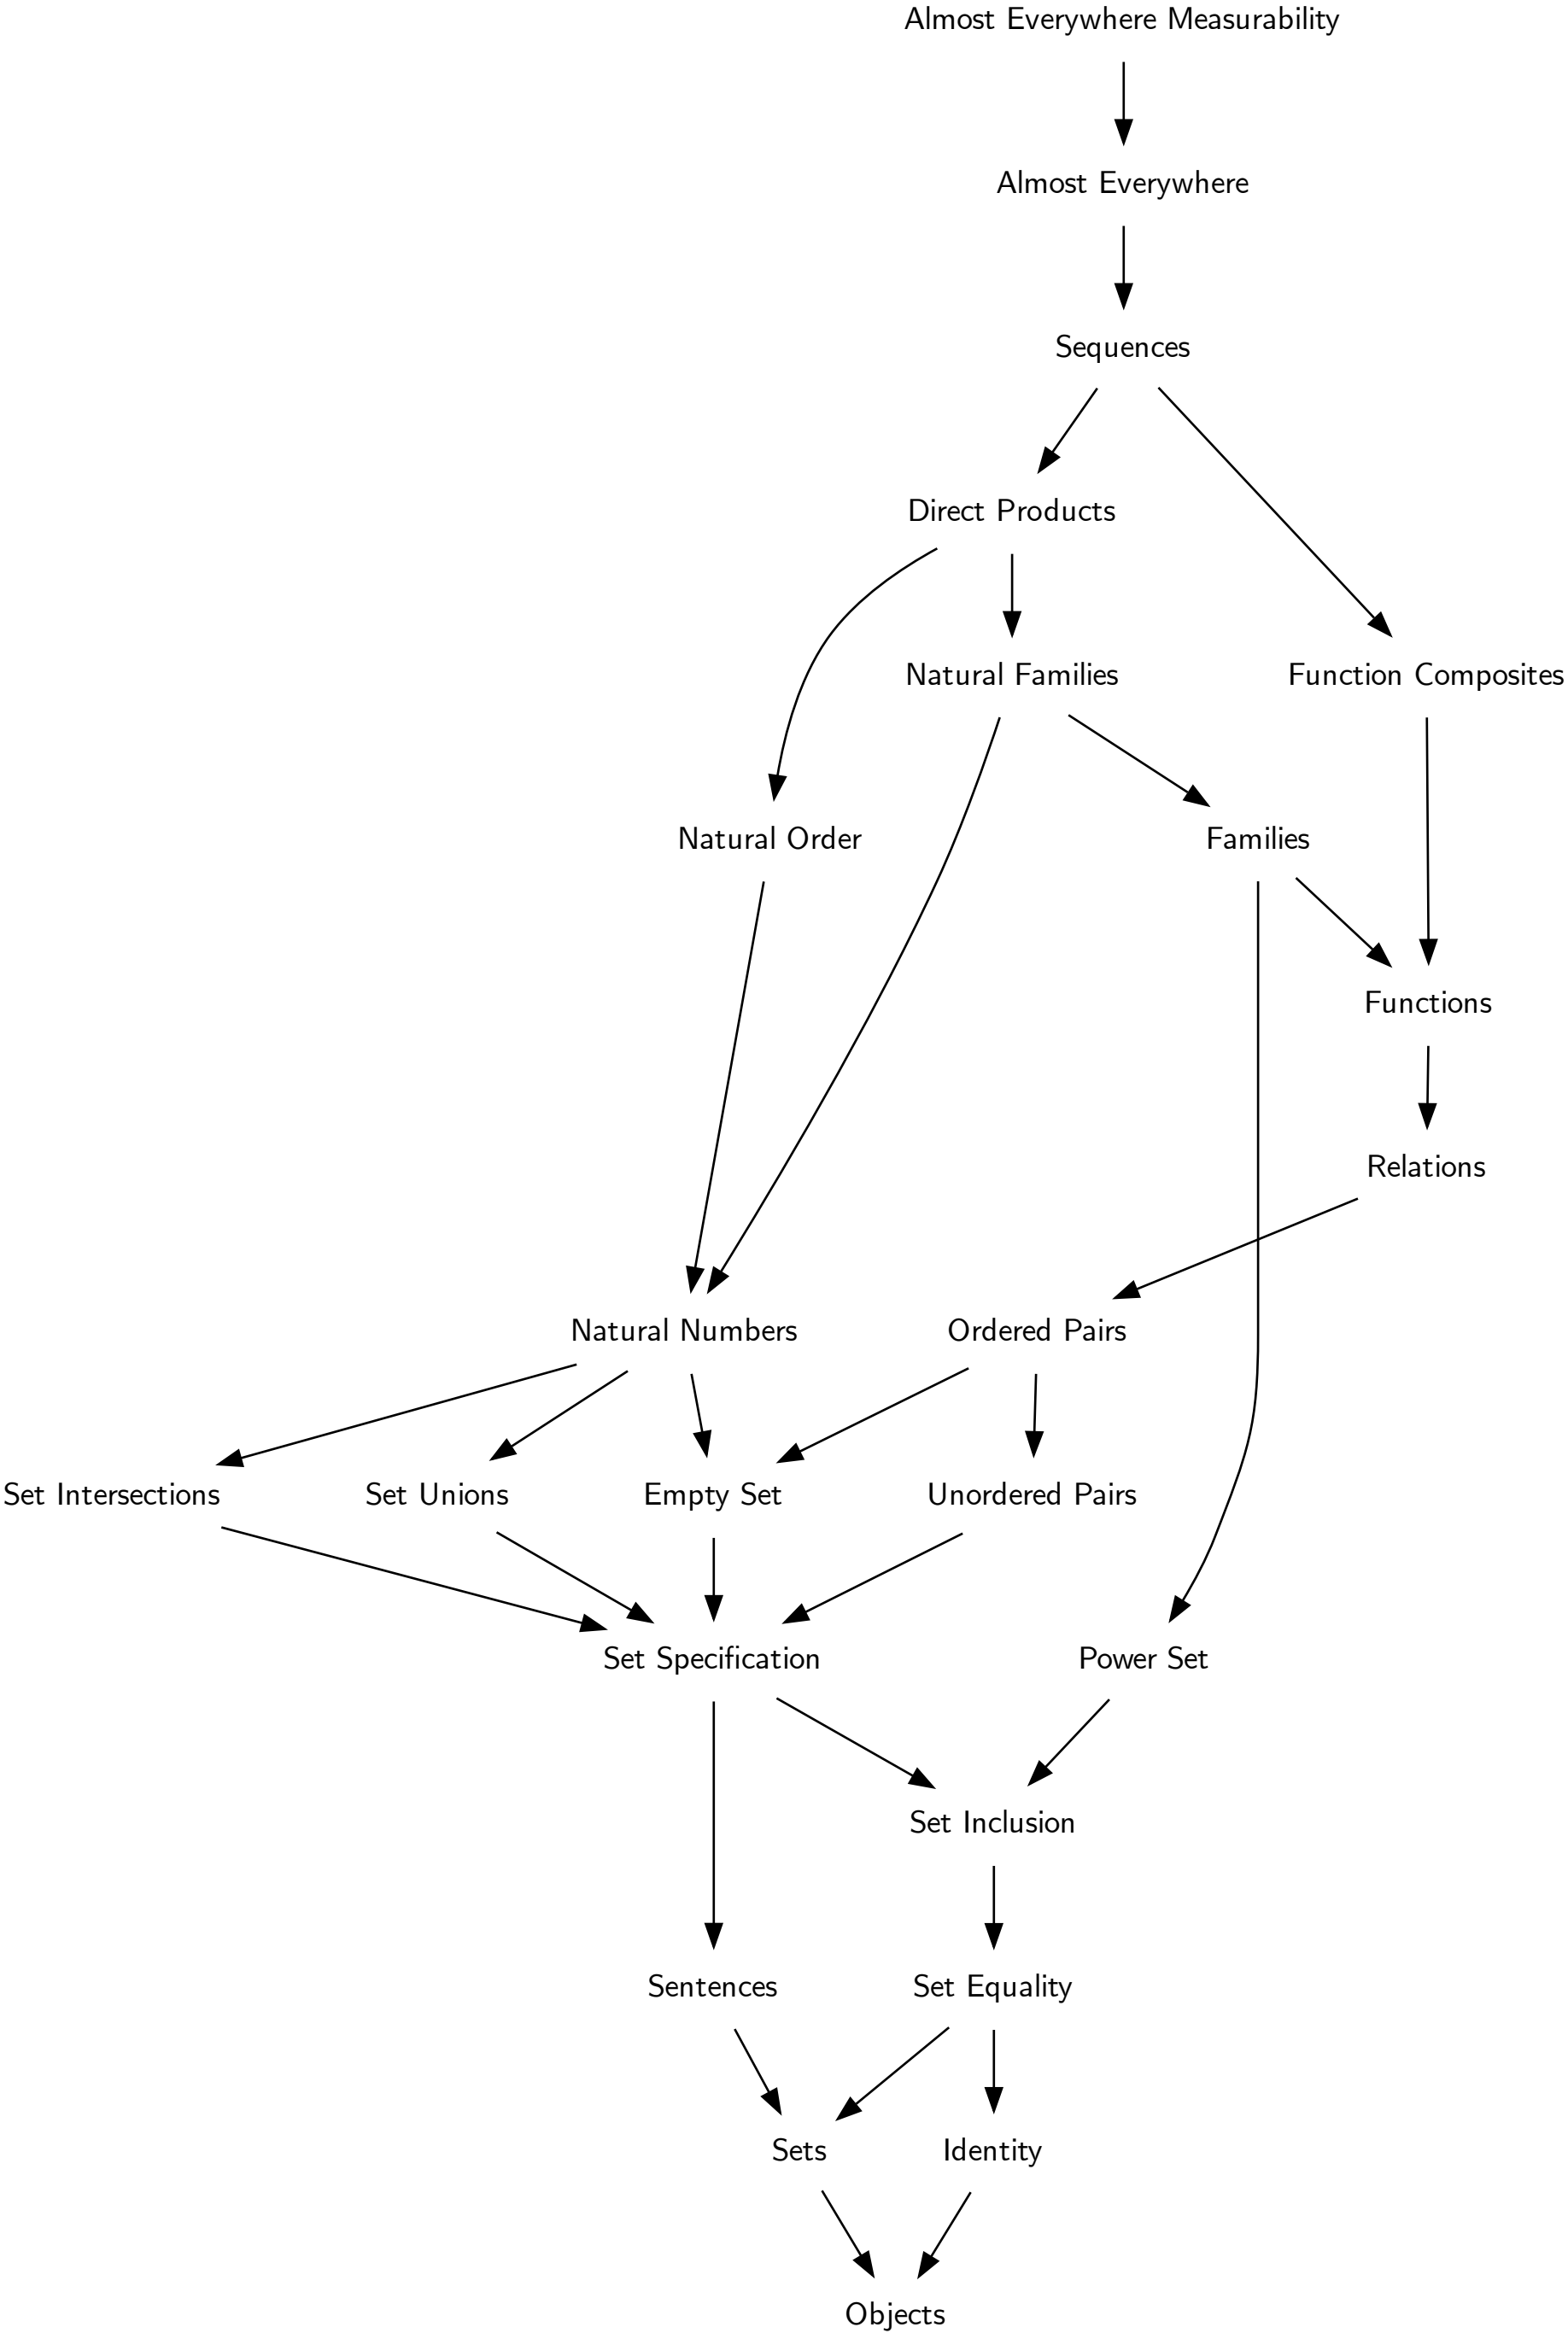 Almost Everywhere Measurability
Almost Everywhere
Sequences
Direct Products
Natural Families
Function Composites
Natural Order
Families
Functions
Relations
Natural Numbers
Ordered Pairs
Set Intersections
Set Unions
Empty Set
Unordered Pairs
Set Specification
Power Set
Set Inclusion
Sentences
Set Equality
Sets
Identity
Objects